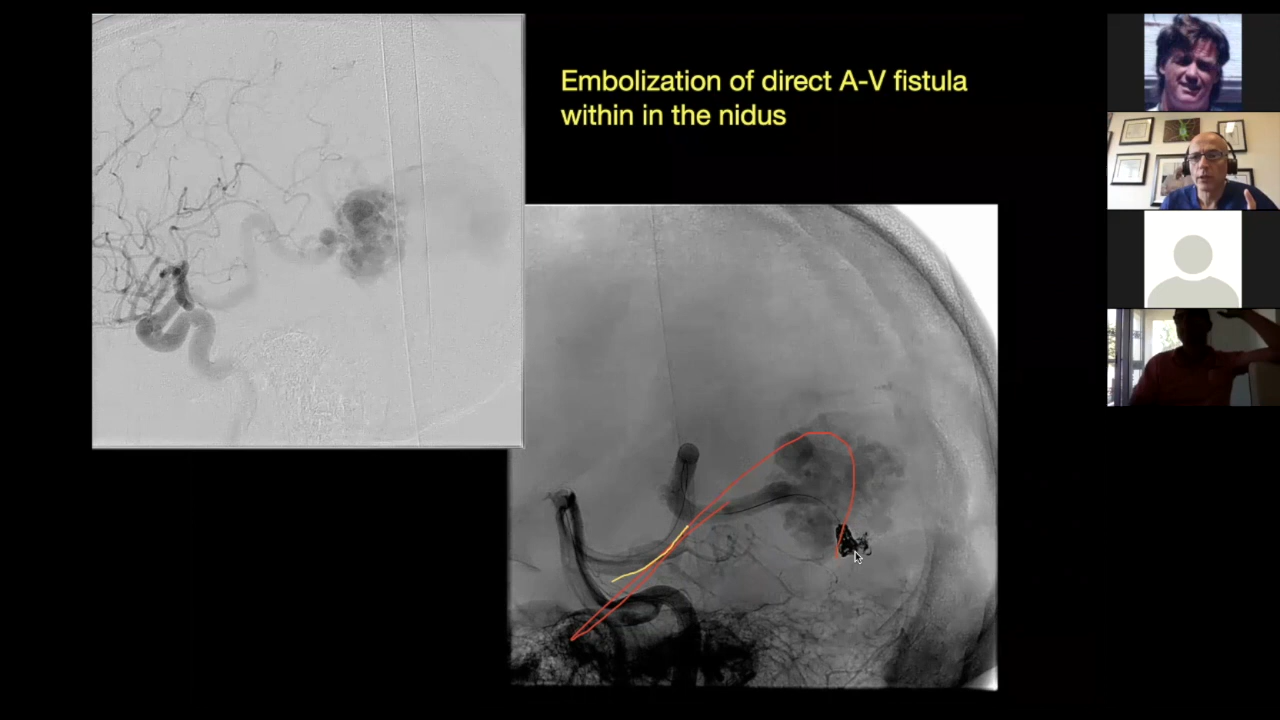 Embolization of direct A-V fistula
within in the nidus